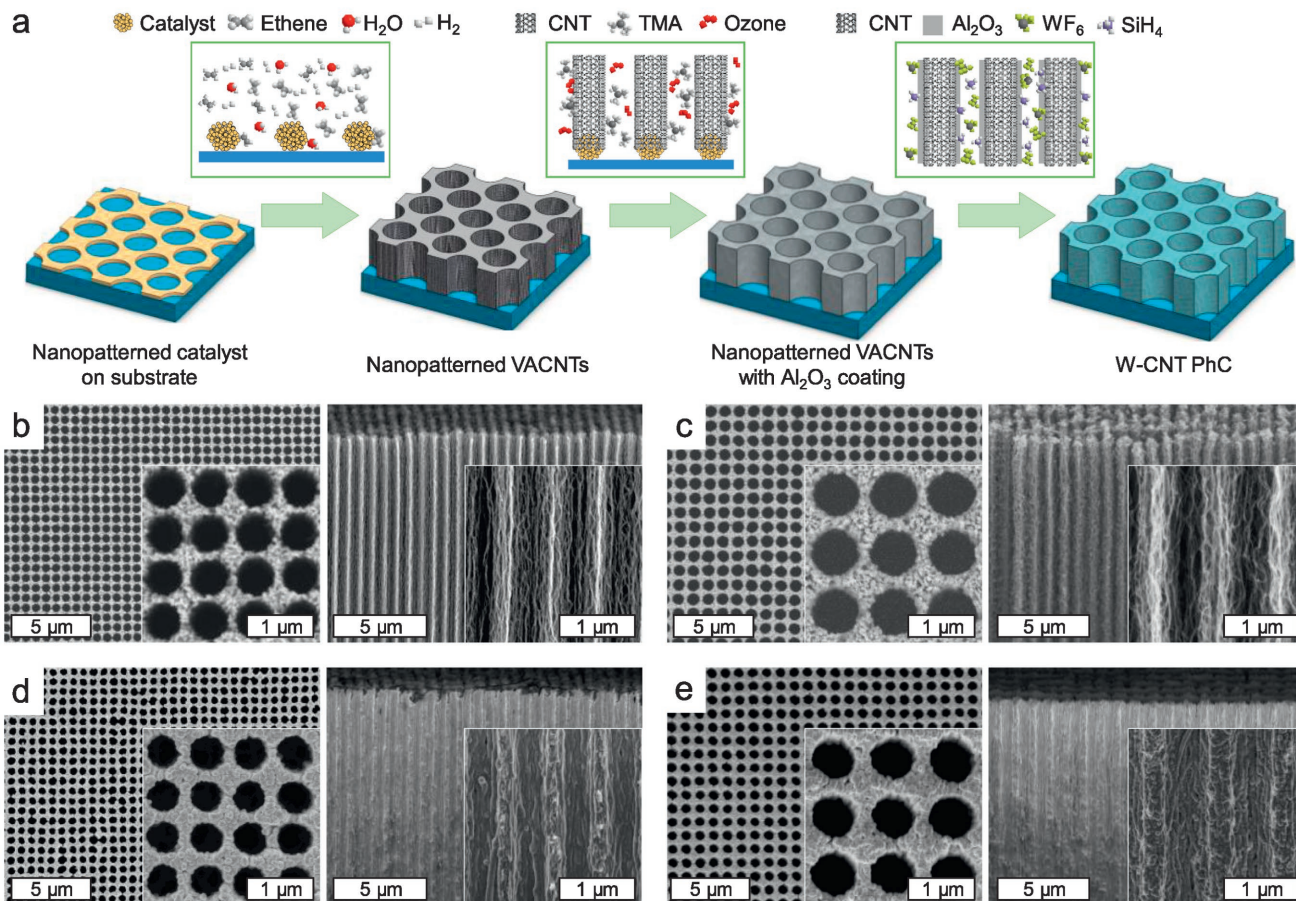 a
Catalyst Ethene H₂O H₂
CNT TMA Ozone
CNT Al₂O₃ WF₆ SiH₄
Nanopatterned catalyst
on substrate
Nanopatterned VACNTs
Nanopatterned VACNTs
with Al₂O₃ coating
W-CNT PhC
b
5 µm
1 µm
5 µm
1 µm
c
5 µm
1 µm
5 µm
1 µm
d
5 µm
1 µm
5 µm
1 µm
e
5 µm
1 µm
5 µm
1 µm